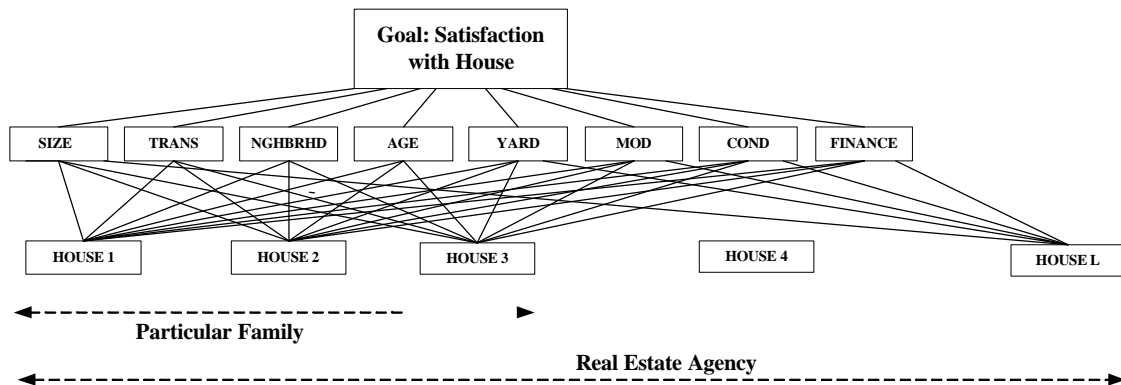 Goal: Satisfaction
with House
SIZE
TRANS
NGHBRHD
AGE
YARD
MOD
COND
FINANCE
HOUSE 1
HOUSE 2
HOUSE 3
HOUSE 4
HOUSE L
Particular Family
Real Estate Agency